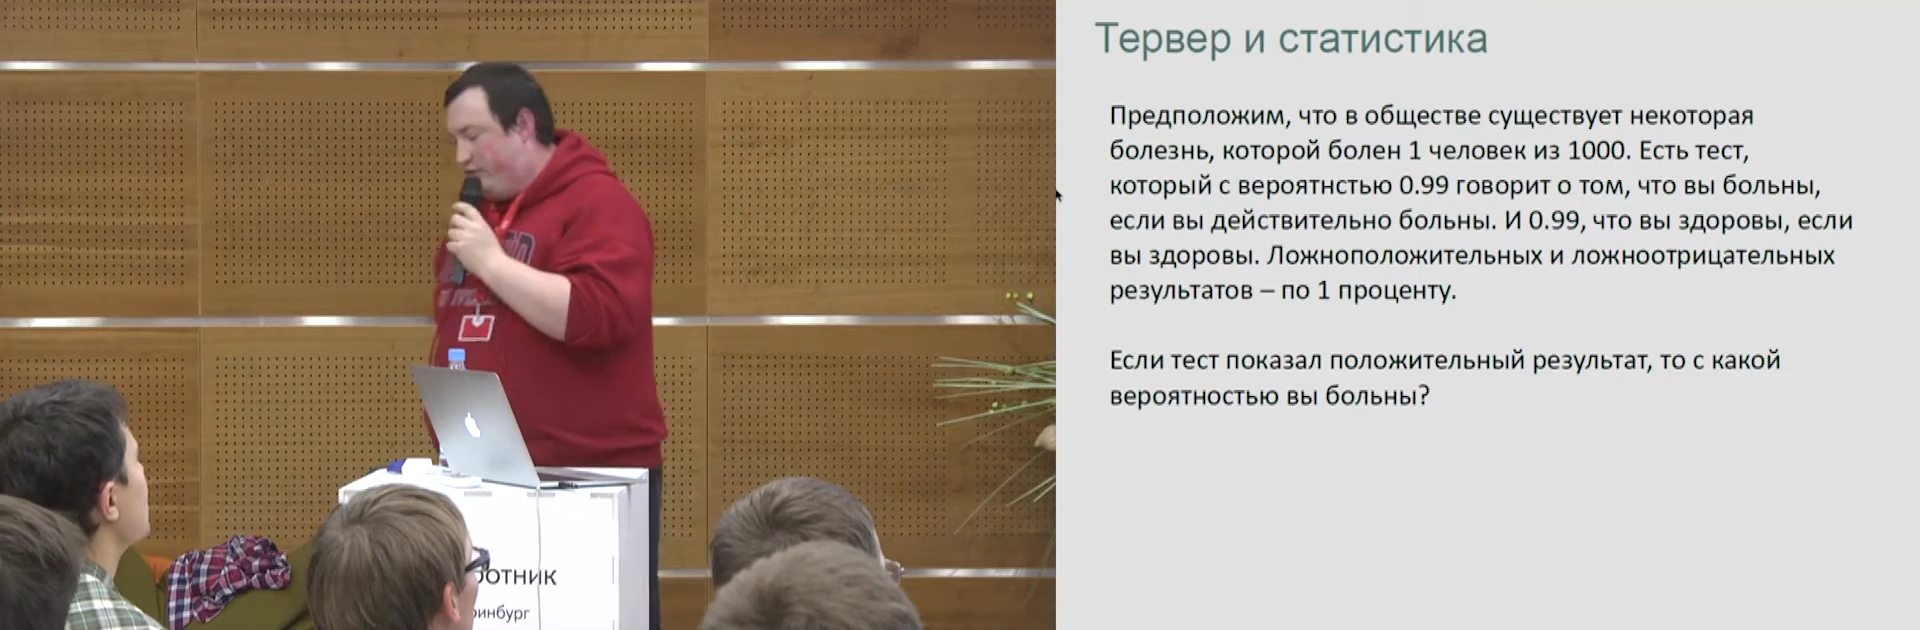 Тервер и статистика
Предположим, что в обществе существует некоторая
болезнь, которой болен 1 человек из 1000. Есть тест,
который с вероятнстью 0.99 говорит о том, что вы больны,
если вы действительно больны. И 0.99, что вы здоровы, если
вы здоровы. Ложноположительных и ложноотрицательных
результатов – по 1 проценту.
Если тест показал положительный результат, то с какой
вероятностью вы больны?